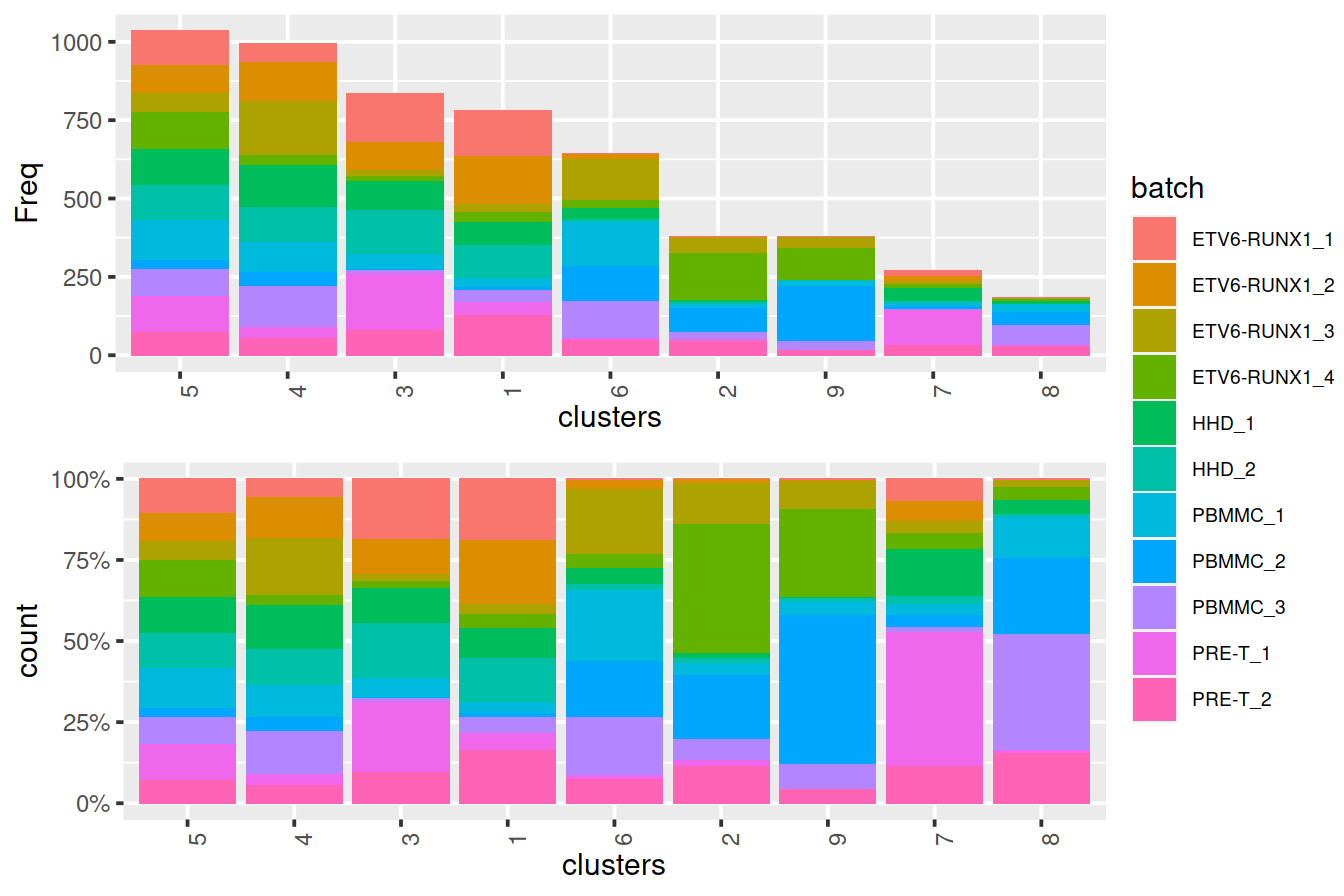 1000
750
500
250
0
Freq
5 4 3 1 6 2 9 7 8
clusters
100%
75%
50%
25%
0%
count
5 4 3 1 6 2 9 7 8
clusters
batch
ETV6-RUNX1_1
ETV6-RUNX1_2
ETV6-RUNX1_3
ETV6-RUNX1_4
HHD_1
HHD_2
PBMMC_1
PBMMC_2
PBMMC_3
PRE-T_1
PRE-T_2